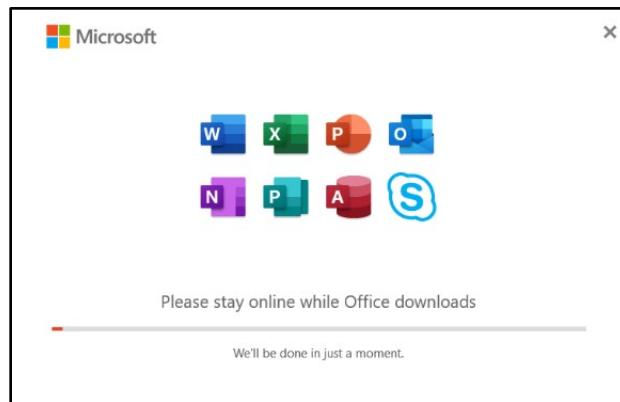 Microsoft
W X P O
N P A S
Please stay online while Office downloads
We'll be done in just a moment.